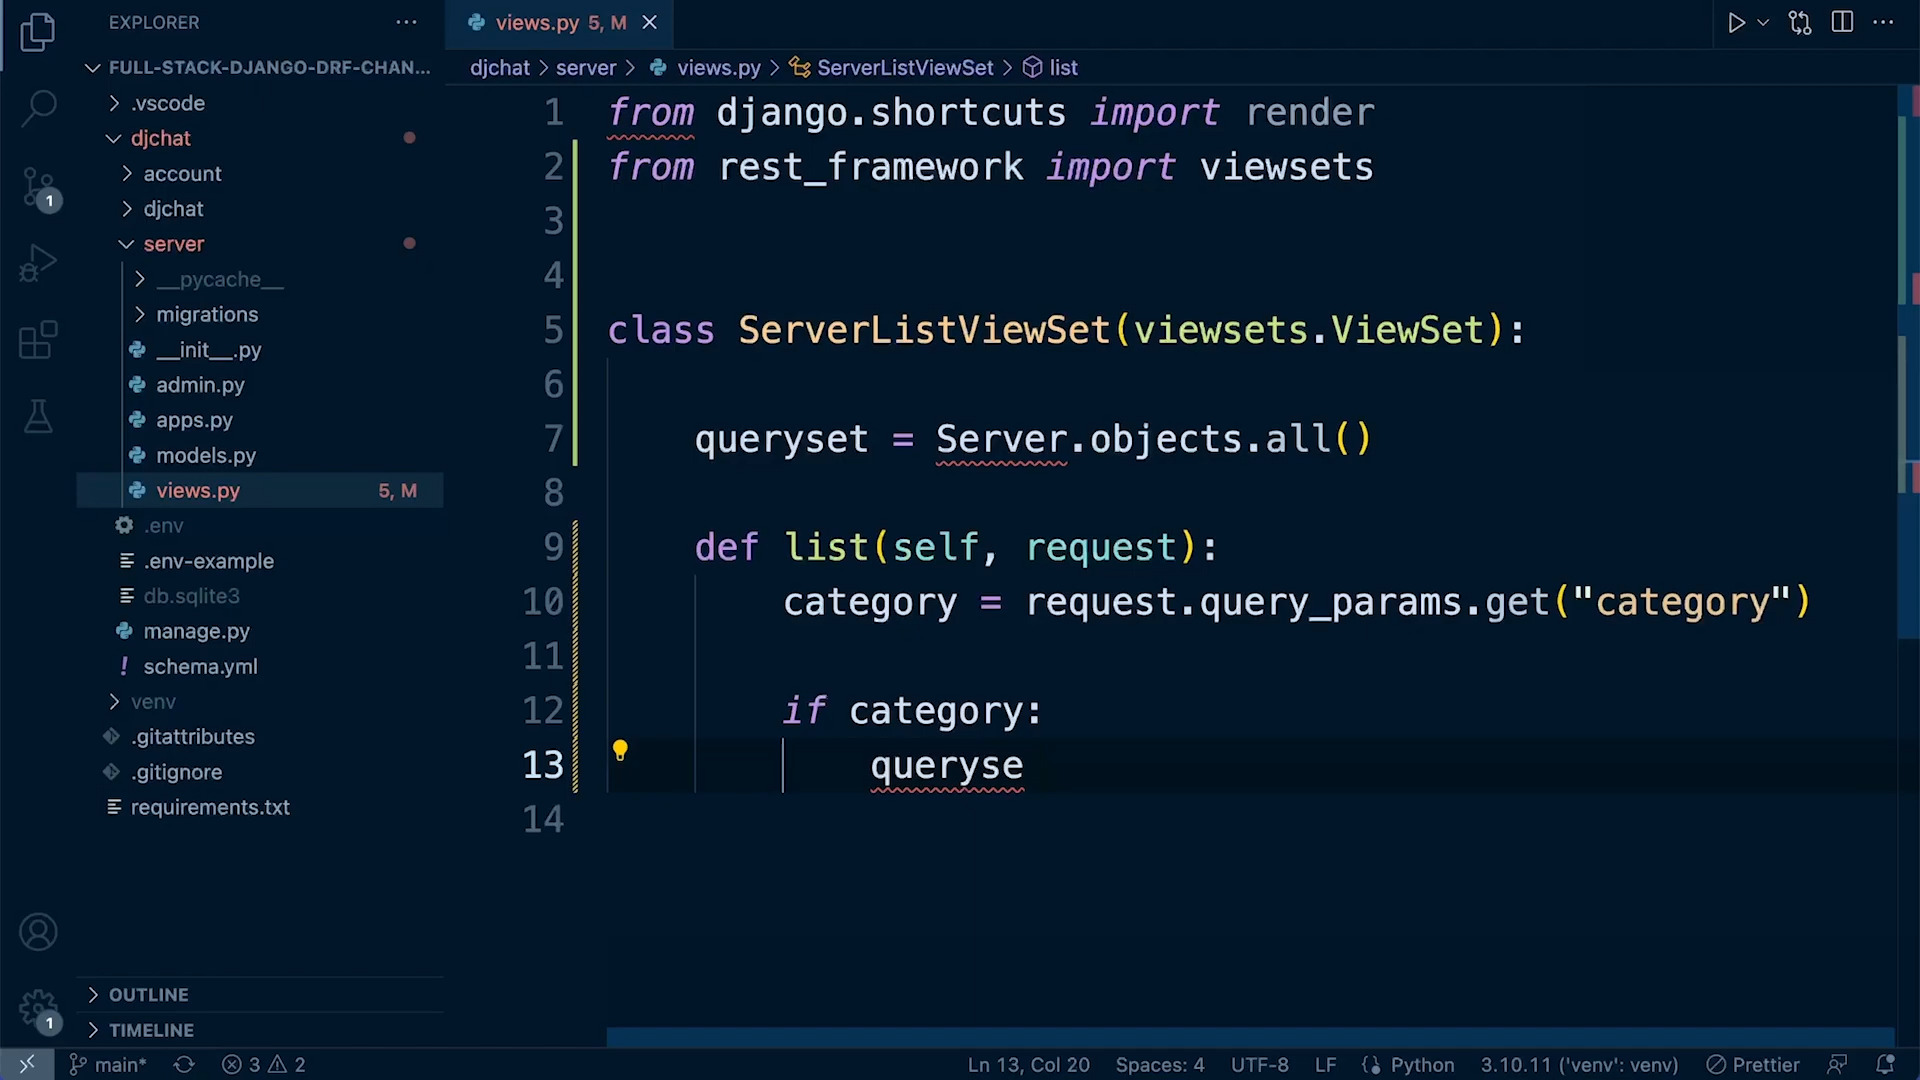 EXPLORER
views.py 5, M
FULL-STACK-DJANGO-DRF-CHAN...
djchat server views.py ServerListViewSet list
.vscode
djchat
account
djchat
server
__pycache__
migrations
__init__.py
admin.py
apps.py
models.py
views.py 5, M
.env
.env-example
db.sqlite3
manage.py
schema.yml
venv
.gitattributes
.gitignore
requirements.txt
1
1 from django.shortcuts import render
2 from rest_framework import viewsets
3
4
5 class ServerListViewSet(viewsets.ViewSet):
6
7 queryset = Server.objects.all()
8
9 def list(self, request):
10 category = request.query_params.get("category")
11
12 if category:
13 queryse
14
OUTLINE
1
TIMELINE
main* 3 2 Ln 13, Col 20 Spaces: 4 UTF-8 LF Python 3.10.11 ('venv': venv) Prettier